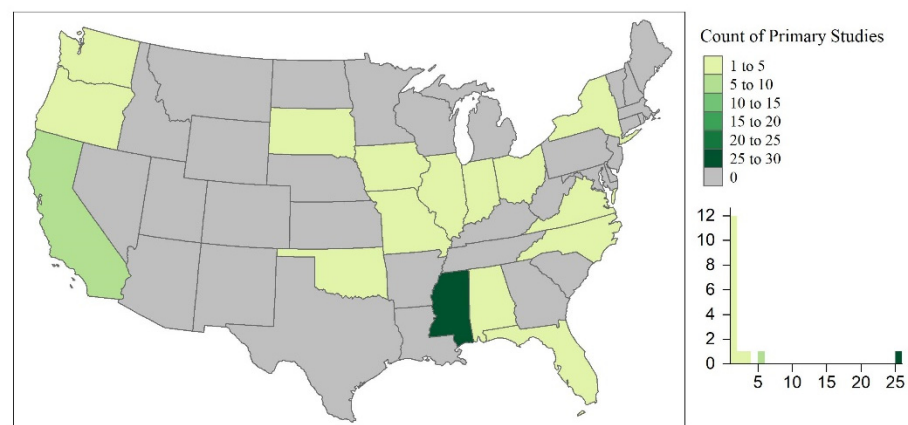 Count of Primary Studies
1 to 5
5 to 10
10 to 15
15 to 20
20 to 25
25 to 30
0
12
10
8
6
4
2
0
5 10 15 20 25